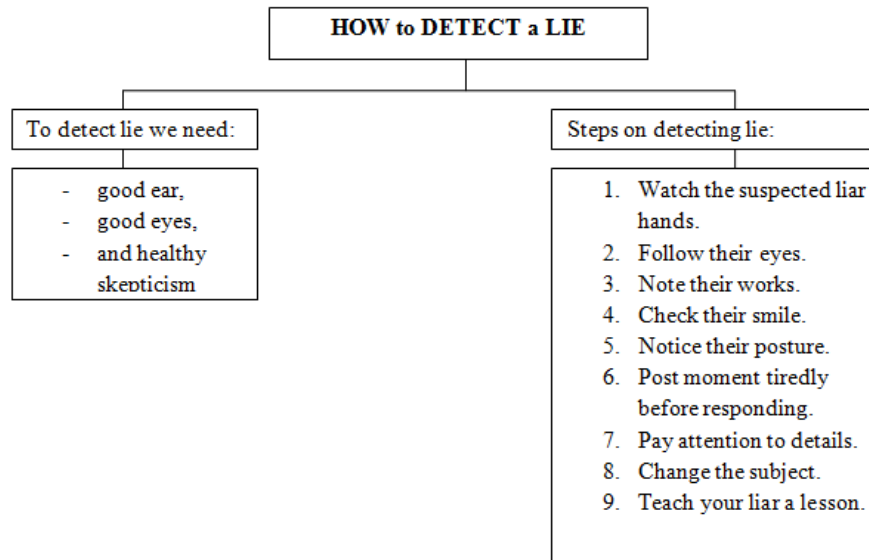 HOW to DETECT a LIE
To detect lie we need:
- good ear,
- good eyes,
- and healthy
skepticism
Steps on detecting lie:
1. Watch the suspected liar
hands.
2. Follow their eyes.
3. Note their works.
4. Check their smile.
5. Notice their posture.
6. Post moment tiredly
before responding.
7. Pay attention to details.
8. Change the subject.
9. Teach your liar a lesson.